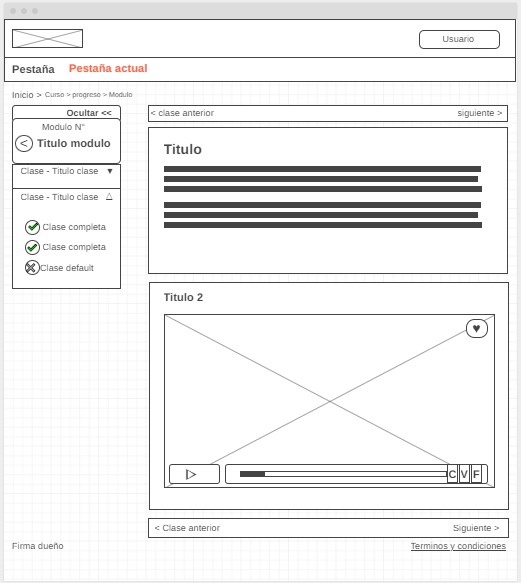 Usuario
Pestaña Pestaña actual
Inicio > Curso > progreso > Modulo
Ocultar <<
Modulo N°
< Titulo modulo
Clase - Titulo clase ▼
Clase - Titulo clase △
Clase completa
Clase completa
Clase default
< clase anterior siguiente >
Titulo
Titulo 2
C V F
< Clase anterior Siguiente >
Firma dueño Terminos y condiciones